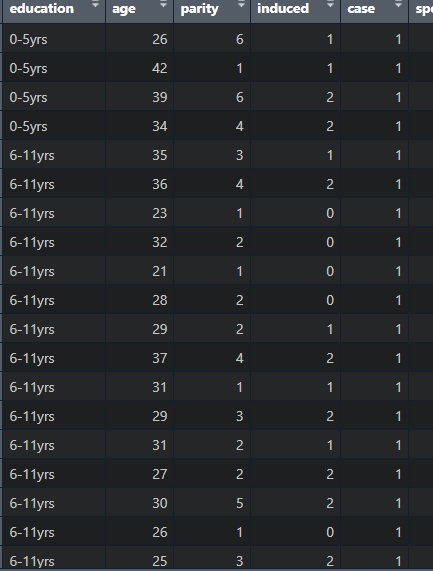 education age parity induced case spo
0-5yrs 26 6 1 1
0-5yrs 42 1 1 1
0-5yrs 39 6 2 1
0-5yrs 34 4 2 1
6-11yrs 35 3 1 1
6-11yrs 36 4 2 1
6-11yrs 23 1 0 1
6-11yrs 32 2 0 1
6-11yrs 21 1 0 1
6-11yrs 28 2 0 1
6-11yrs 29 2 1 1
6-11yrs 37 4 2 1
6-11yrs 31 1 1 1
6-11yrs 29 3 2 1
6-11yrs 31 2 1 1
6-11yrs 27 2 2 1
6-11yrs 30 5 2 1
6-11yrs 26 1 0 1
6-11yrs 25 3 2 1